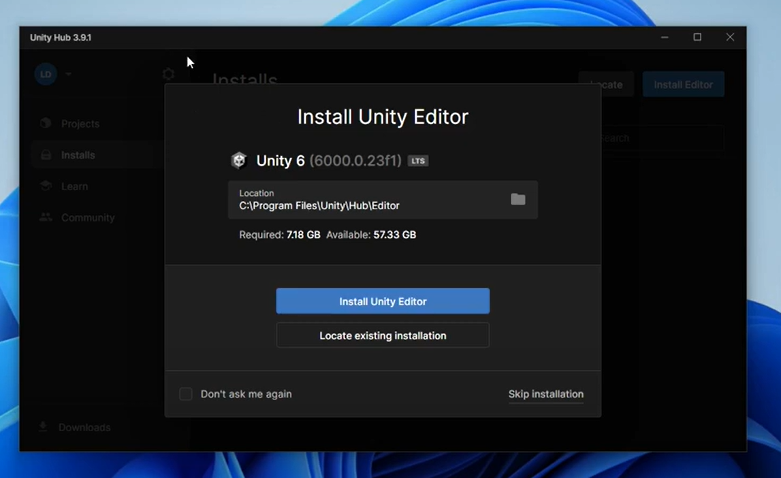 Unity Hub 3.9.1
LD
Installs
Locate
Install Editor
Projects
Installs
Learn
Community
Downloads
Search
Install Unity Editor
Unity 6 (6000.0.23f1) LTS
Location
C:\Program Files\Unity\Hub\Editor
Required: 7.18 GB Available: 57.33 GB
Install Unity Editor
Locate existing installation
Don't ask me again
Skip installation